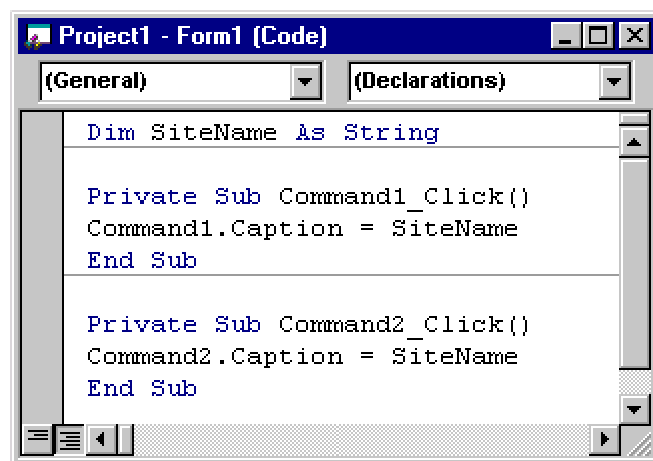 Project1 - Form1 (Code)
(General) (Declarations)
Dim SiteName As String
Private Sub Command1_Click()
Command1.Caption = SiteName
End Sub
Private Sub Command2_Click()
Command2.Caption = SiteName
End Sub